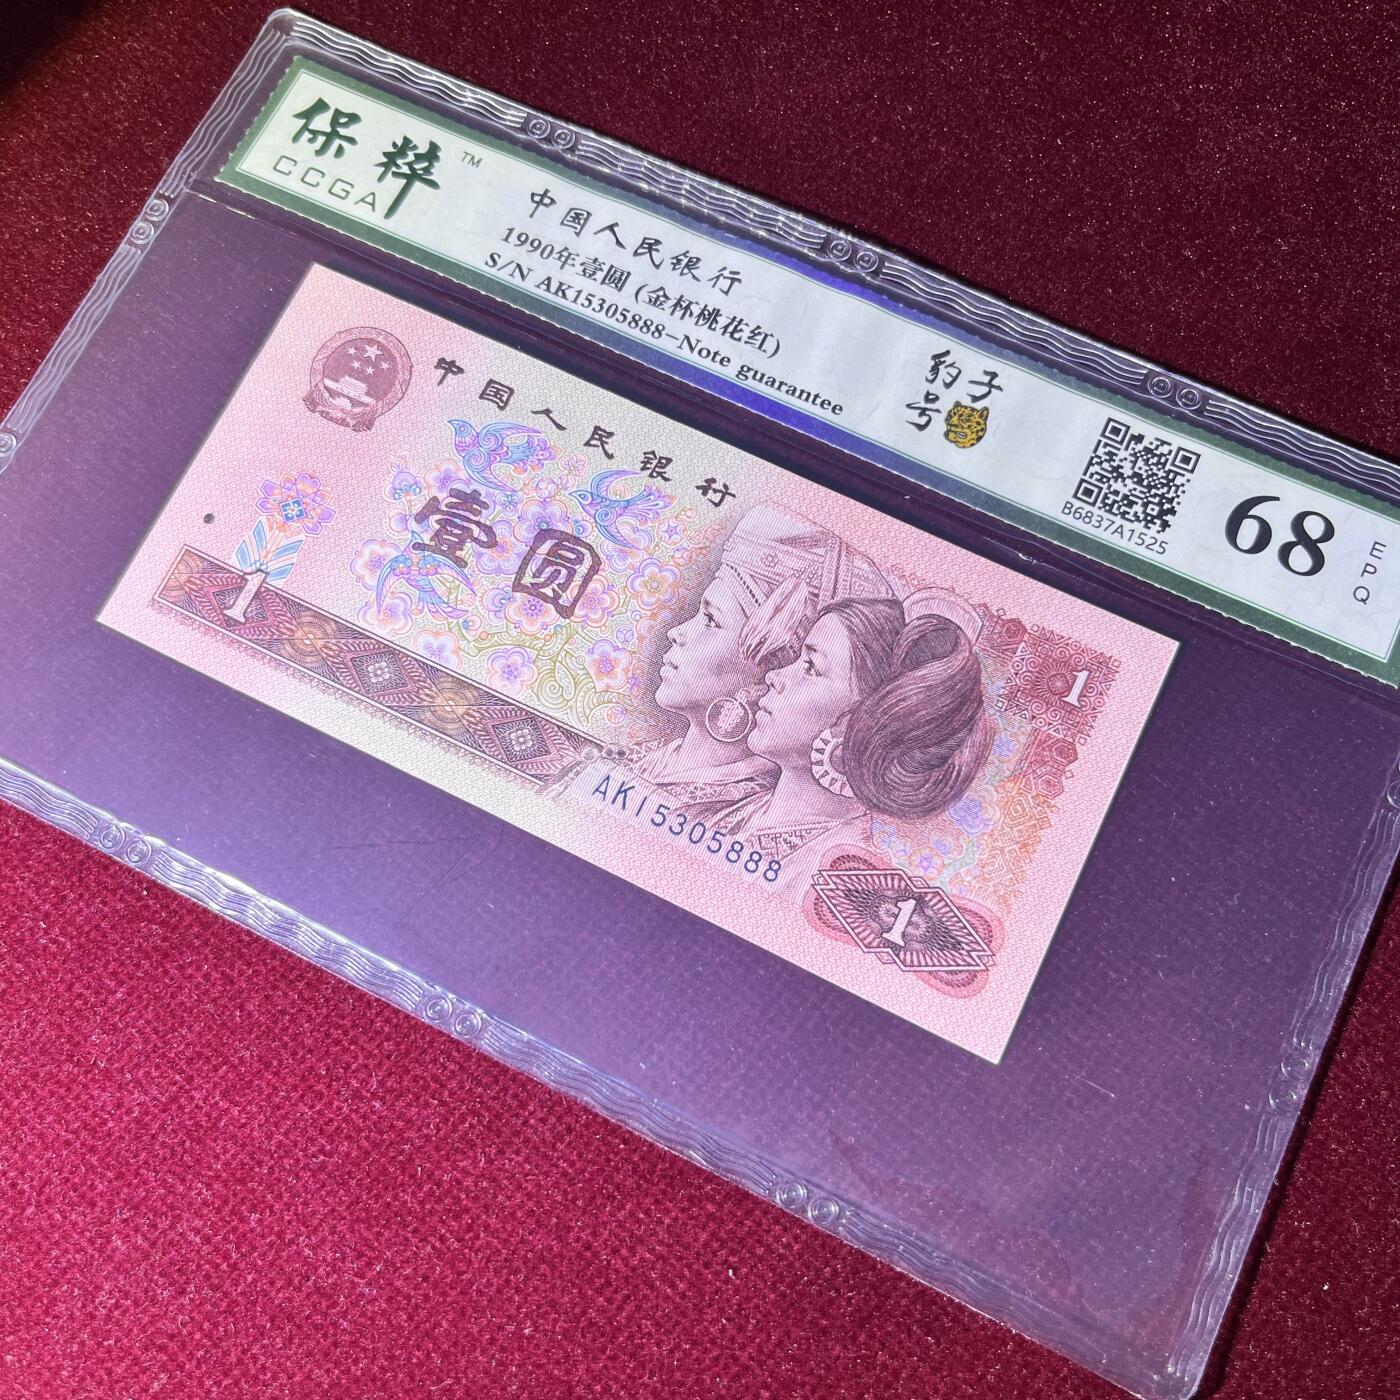 保粹™
CCGA
中国人民银行
1990年壹圆 (金杯桃花红)
S/N AK15305888-Note guarantee
豹子
号
B6837A1525
68
EPQ
中国人民银行
壹圆
1
1
AK15305888
1